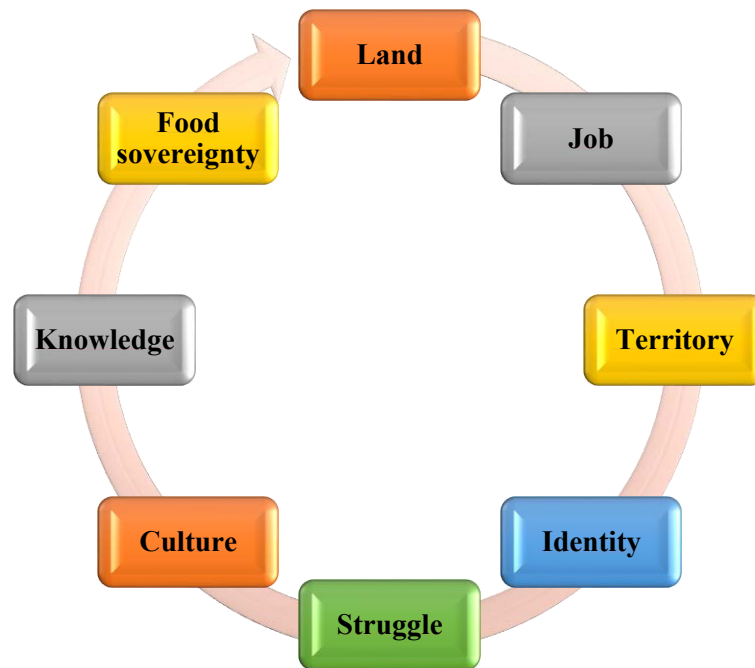 Land
Job
Territory
Identity
Struggle
Culture
Knowledge
Food
sovereignty